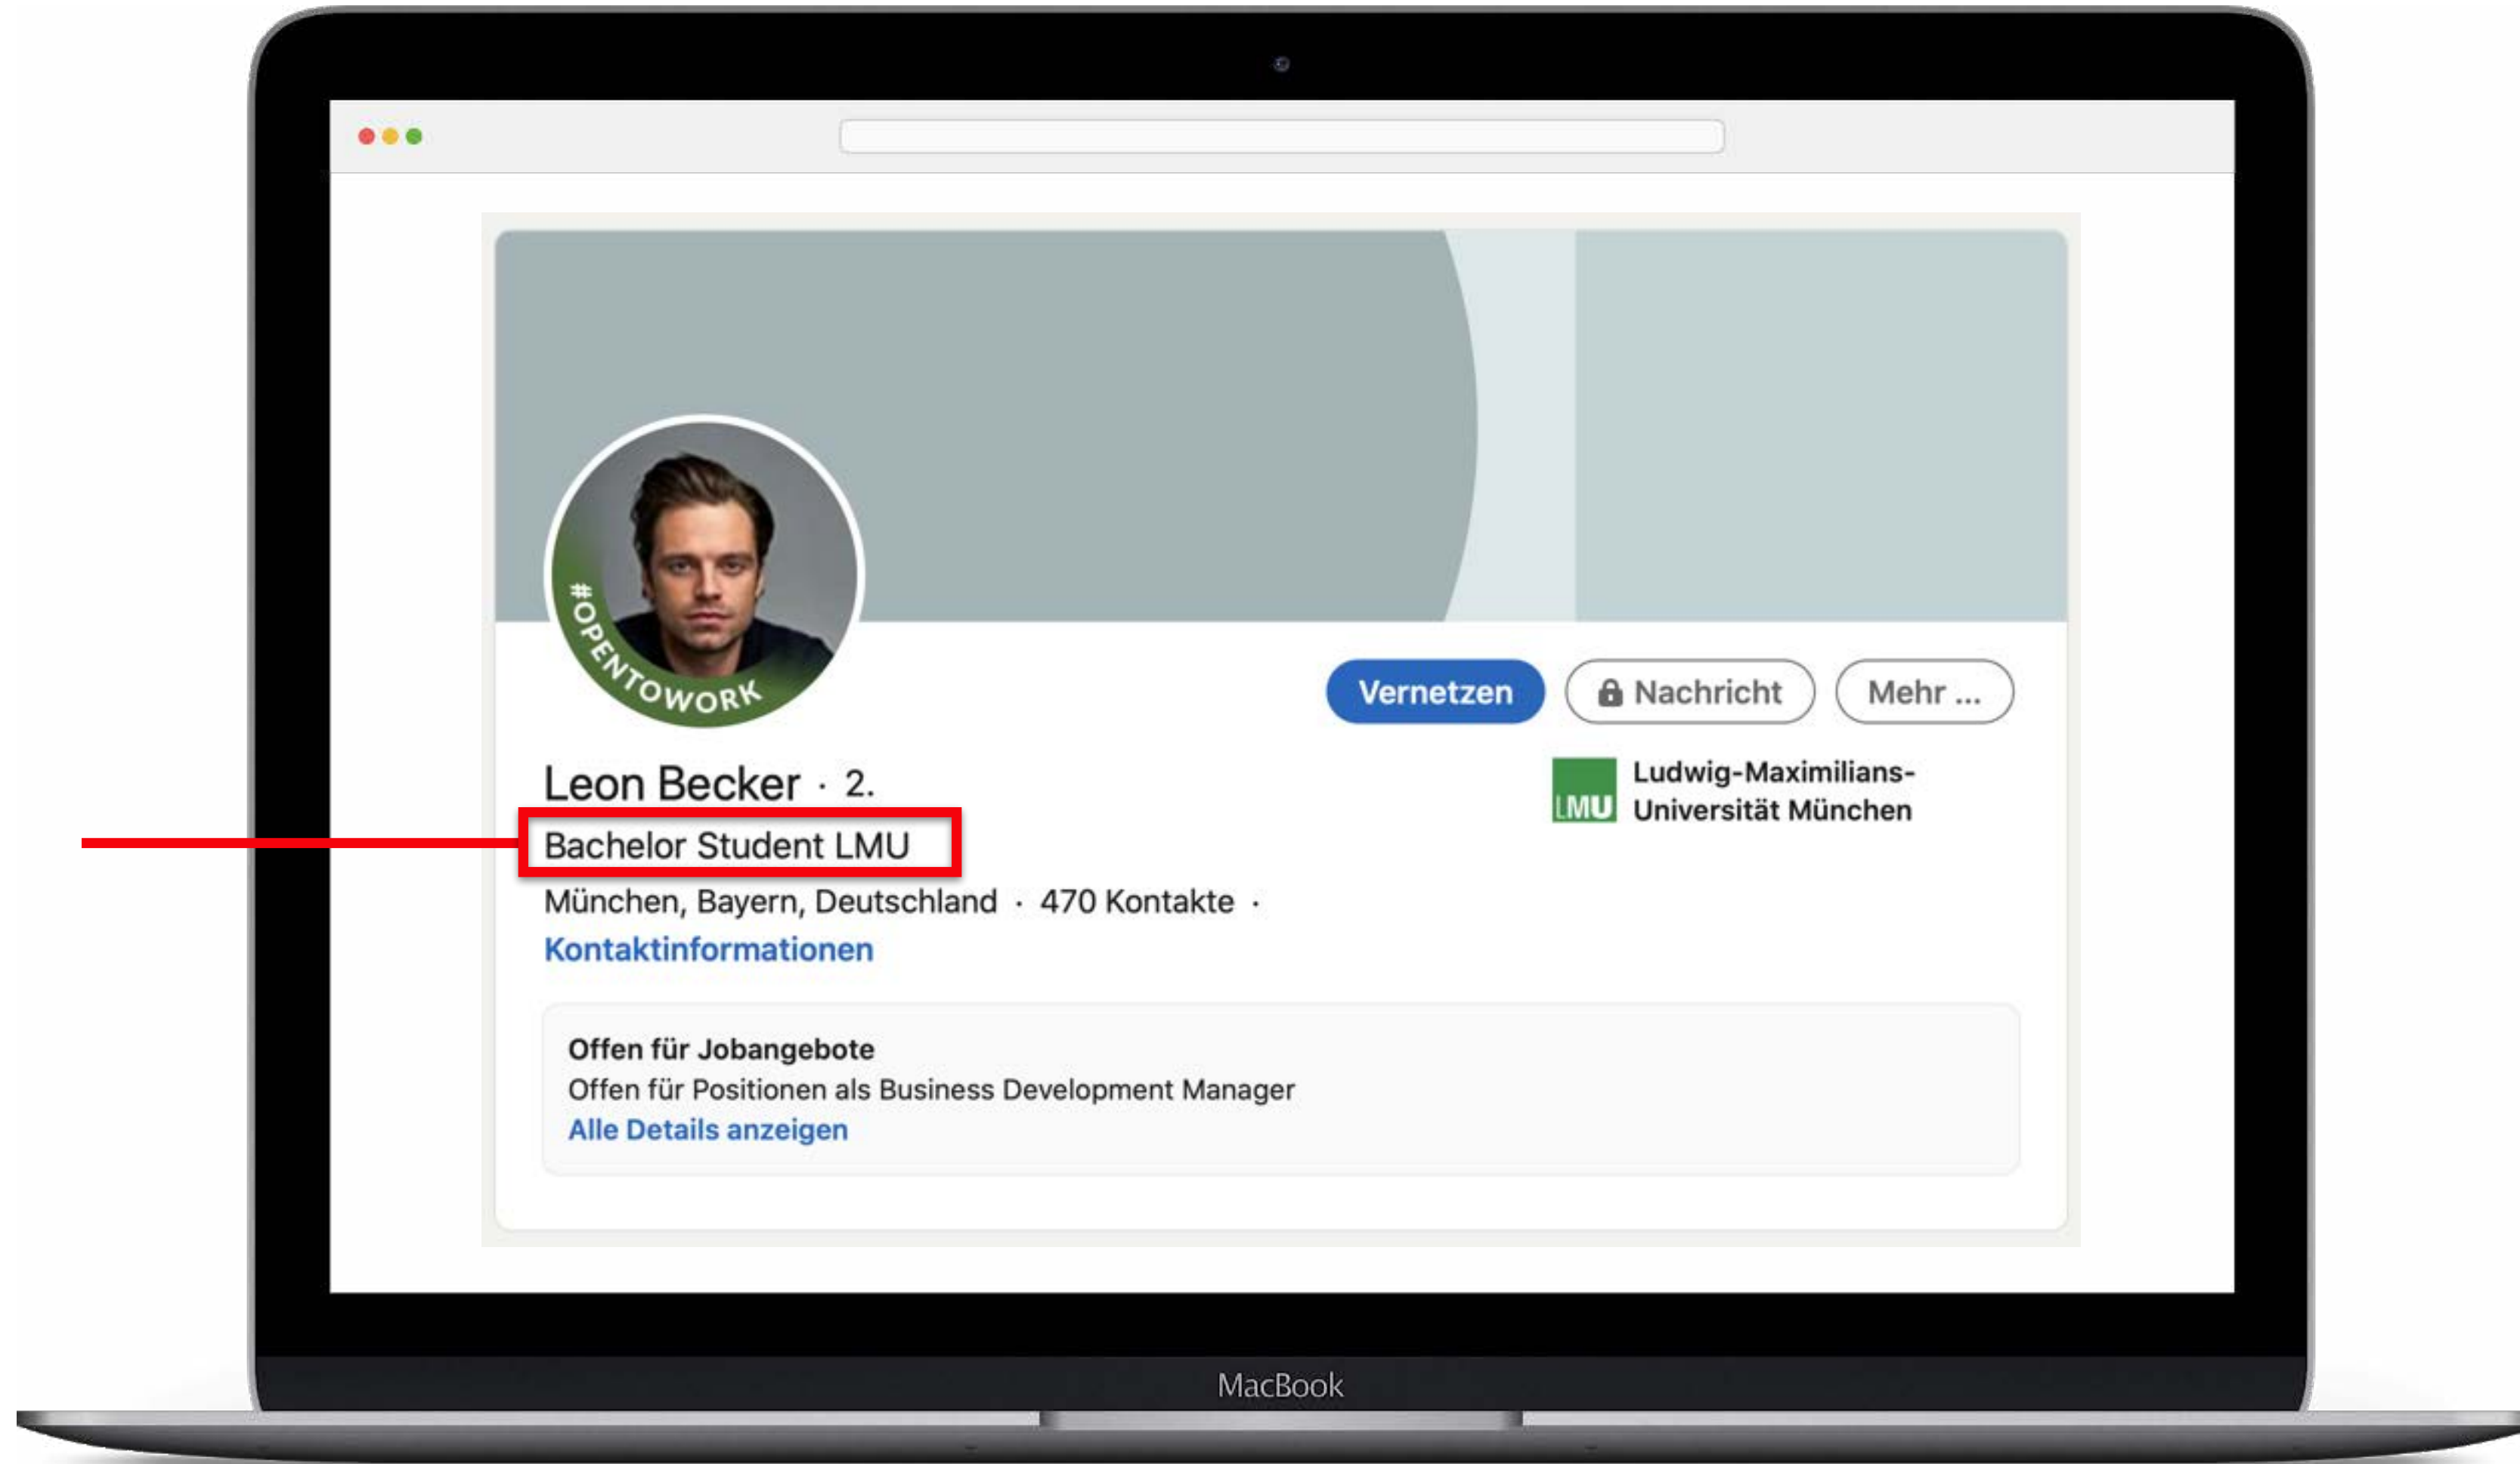 #OPENTOWORK
Vernetzen
Nachricht
Mehr ...
Leon Becker · 2.
LMU
Ludwig-Maximilians-
Universität München
Bachelor Student LMU
München, Bayern, Deutschland · 470 Kontakte ·
Kontaktinformationen
Offen für Jobangebote
Offen für Positionen als Business Development Manager
Alle Details anzeigen
MacBook